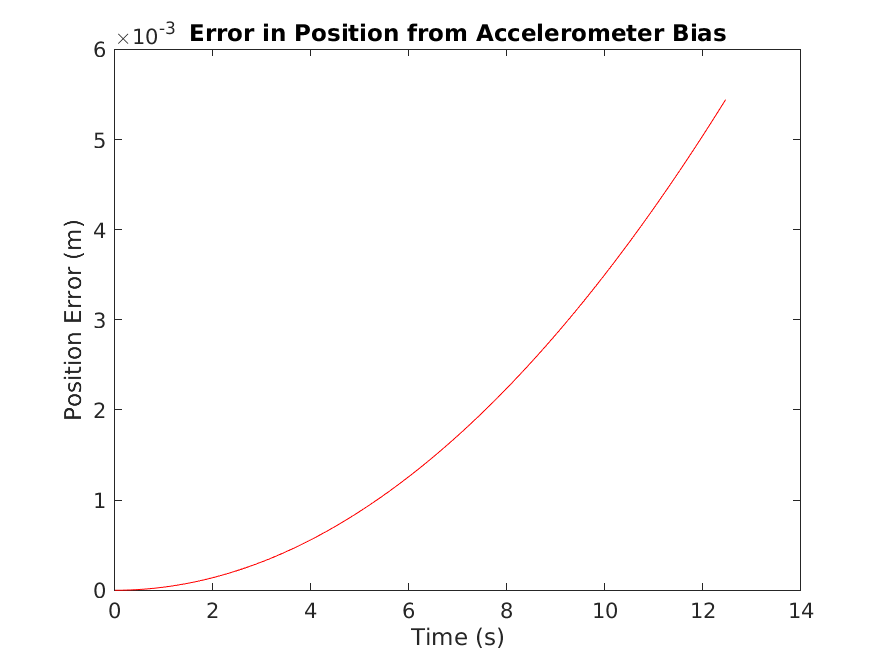 ×10-3 Error in Position from Accelerometer Bias
6
5
4
3
2
1
0
Position Error (m)
0 2 4 6 8 10 12 14
Time (s)